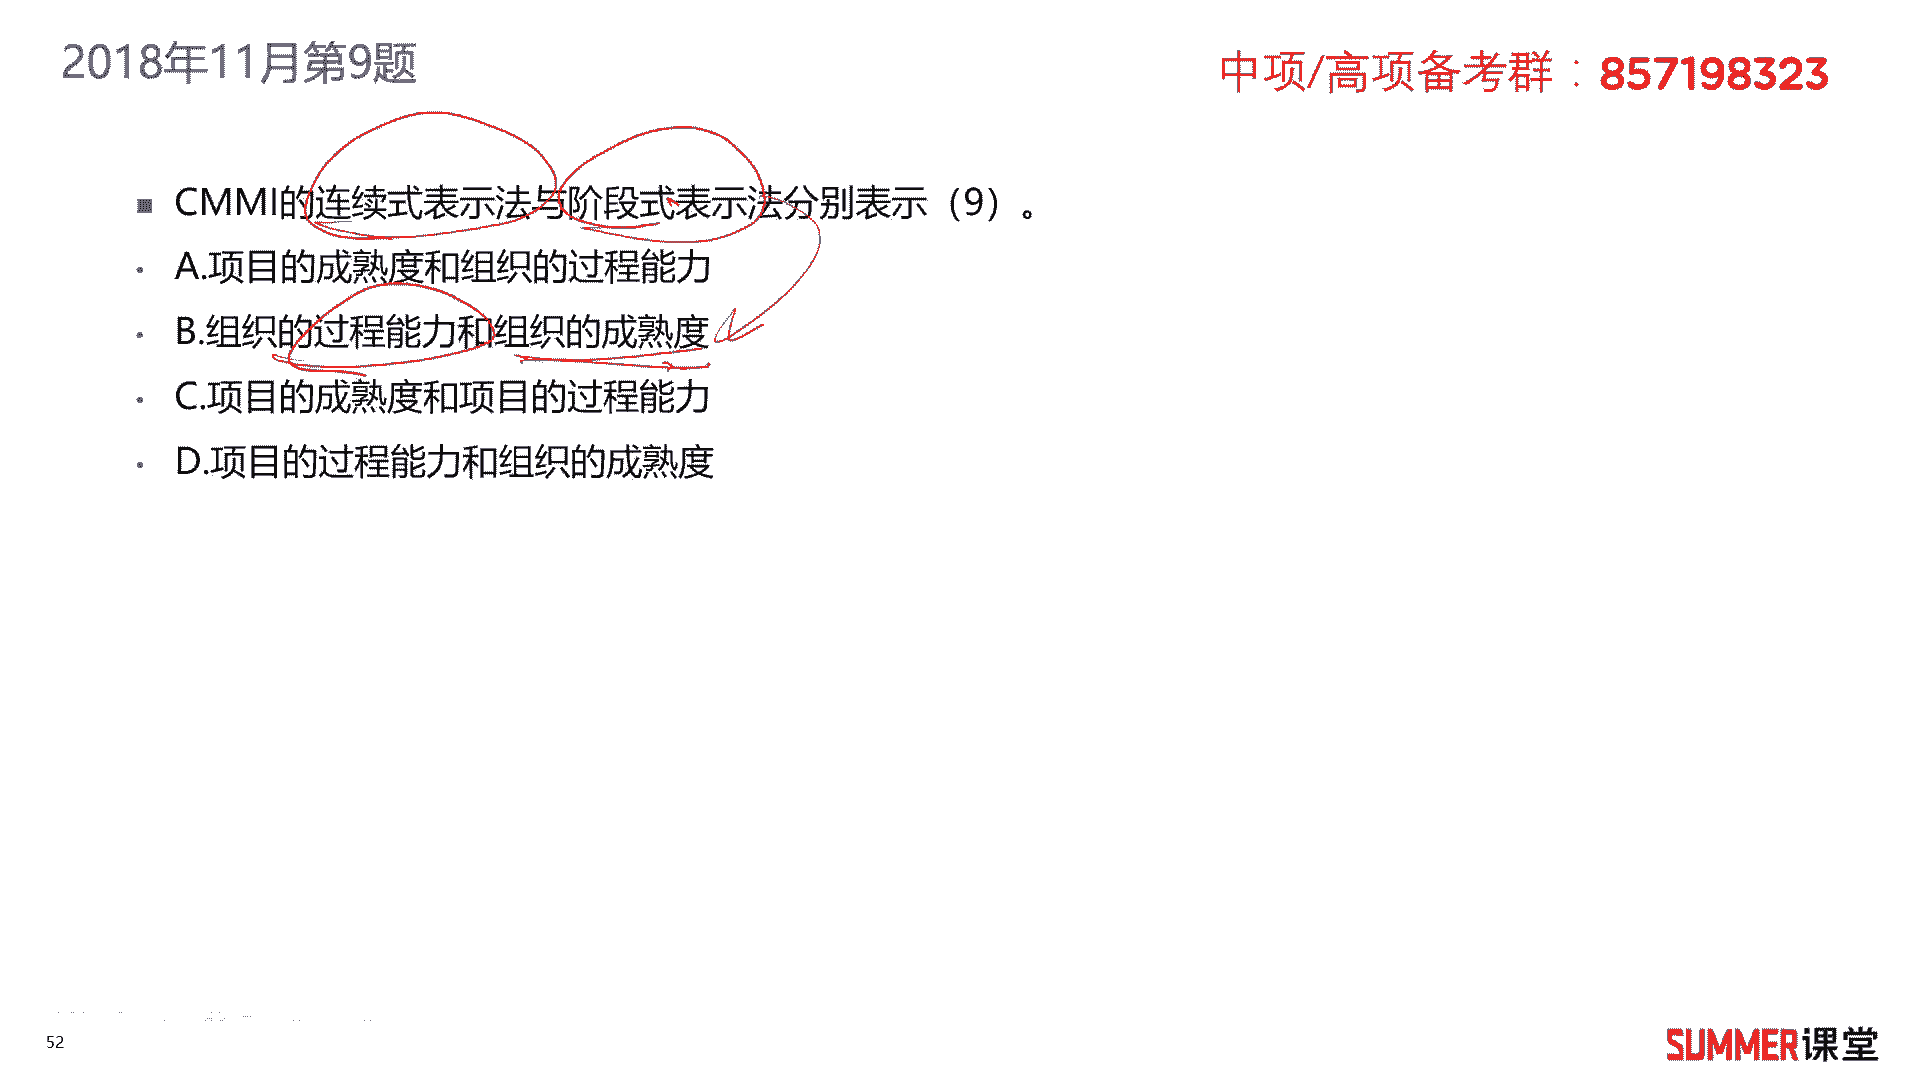 2018年11月第9题
中项/高项备考群：857198323
CMMI的连续式表示法与阶段式表示法分别表示（9）。
A.项目的成熟度和组织的过程能力
B.组织的过程能力和组织的成熟度
C.项目的成熟度和项目的过程能力
D.项目的过程能力和组织的成熟度
52
SUMMER课堂